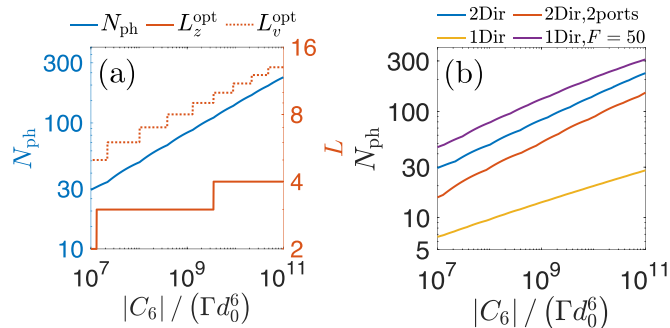 N_ph L_z^opt L_v^opt
(a)
300
100
30
10
N_ph
16
8
4
2
L
10^7 10^9 10^11
|C_6| / (Γd_0^6)
2Dir 2Dir,2ports
1Dir 1Dir,F = 50
(b)
300
100
30
10
5
N_ph
10^7 10^9 10^11
|C_6| / (Γd_0^6)